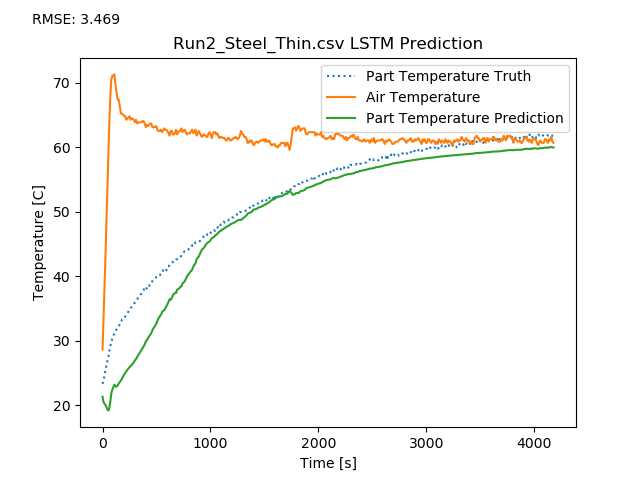 RMSE: 3.469
Run2_Steel_Thin.csv LSTM Prediction
Part Temperature Truth
Air Temperature
Part Temperature Prediction
Temperature [C]
70
60
50
40
30
20
0 1000 2000 3000 4000
Time [s]